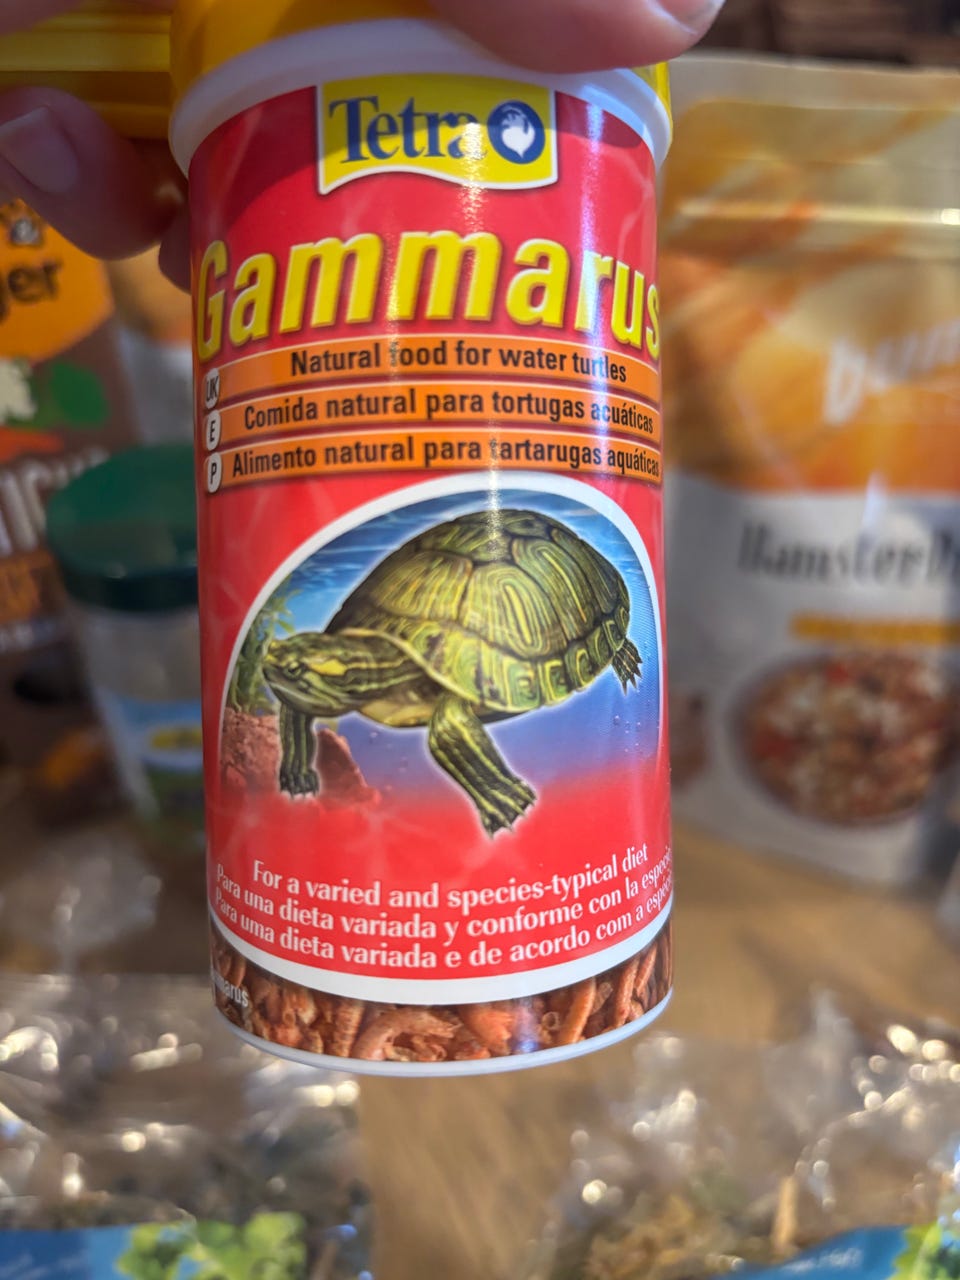 Tetra
Gammarus
UK Natural food for water turtles
E Comida natural para tortugas acuáticas
P Alimento natural para tartarugas aquáticas
For a varied and species-typical diet
Para una dieta variada y conforme con la
Para uma dieta variada e de acordo com a
&
Hamster